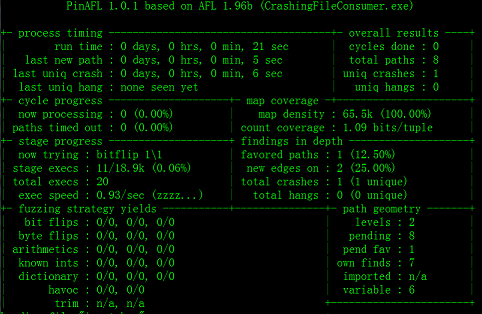 PinAFL 1.0.1 based on AFL 1.96b (CrashingFileConsumer.exe)
process timing overall results
run time : 0 days, 0 hrs, 0 min, 21 sec cycles done : 0
last new path : 0 days, 0 hrs, 0 min, 5 sec total paths : 8
last uniq crash : 0 days, 0 hrs, 0 min, 6 sec uniq crashes : 1
last uniq hang : none seen yet uniq hangs : 0
cycle progress map coverage
now processing : 0 (0.00%) map density : 65.5k (100.00%)
paths timed out : 0 (0.00%) count coverage : 1.09 bits/tuple
stage progress findings in depth
now trying : bitflip 1\1 favored paths : 1 (12.50%)
stage execs : 11/18.9k (0.06%) new edges on : 2 (25.00%)
total execs : 20 total crashes : 1 (1 unique)
exec speed : 0.93/sec (zzzz...) total hangs : 0 (0 unique)
fuzzing strategy yields path geometry
bit flips : 0/0, 0/0, 0/0 levels : 2
byte flips : 0/0, 0/0, 0/0 pending : 8
arithmetics : 0/0, 0/0, 0/0 pend fav : 1
known ints : 0/0, 0/0, 0/0 own finds : 7
dictionary : 0/0, 0/0, 0/0 imported : n/a
havoc : 0/0, 0/0 variable : 6
trim : n/a, n/a